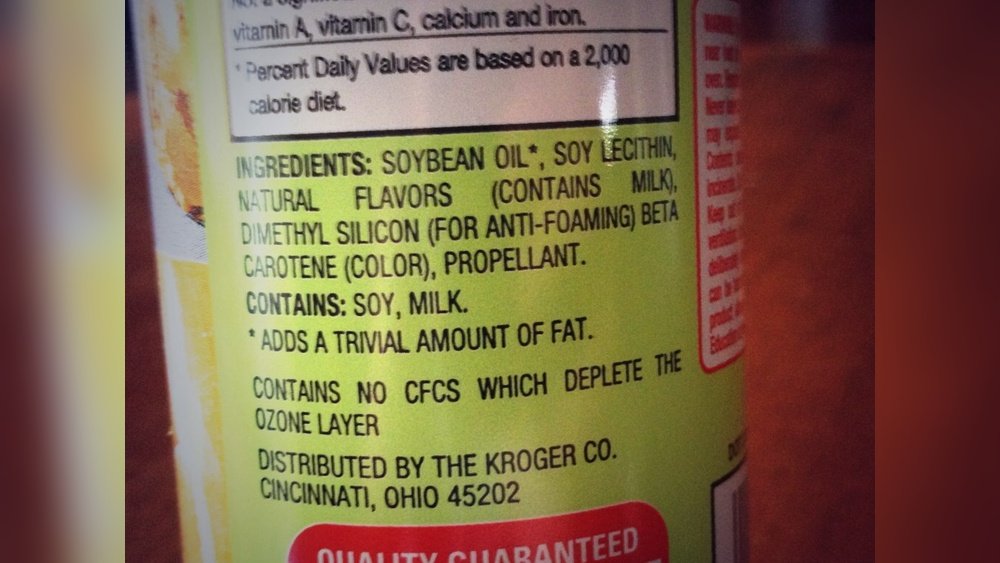 vitamin A, vitamin C, calcium and iron.
* Percent Daily Values are based on a 2,000
calorie diet.
INGREDIENTS: SOYBEAN OIL*, SOY LECITHIN,
NATURAL FLAVORS (CONTAINS MILK),
DIMETHYL SILICON (FOR ANTI-FOAMING) BETA
CAROTENE (COLOR), PROPELLANT.
CONTAINS: SOY, MILK.
* ADDS A TRIVIAL AMOUNT OF FAT.
CONTAINS NO CFCS WHICH DEPLETE THE
OZONE LAYER
DISTRIBUTED BY THE KROGER CO.
CINCINNATI, OHIO 45202
QUALITY GUARANTEED